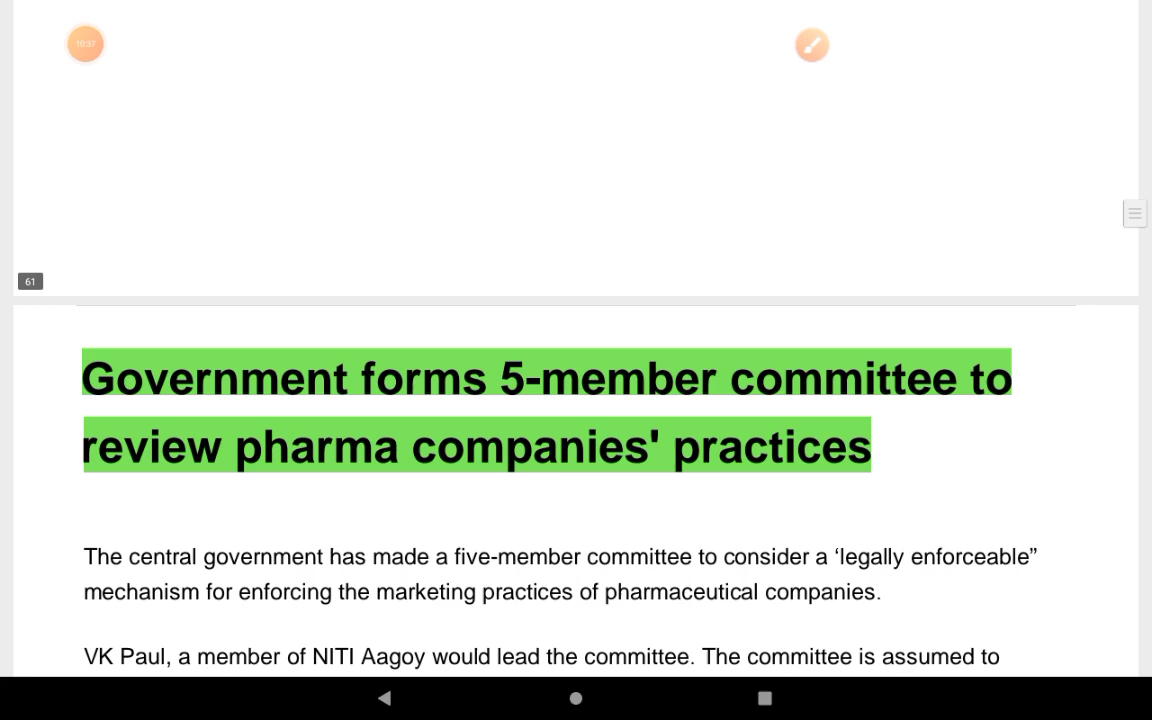 10:37
61
Government forms 5-member committee to
review pharma companies' practices
The central government has made a five-member committee to consider a ‘legally enforceable”
mechanism for enforcing the marketing practices of pharmaceutical companies.
VK Paul, a member of NITI Aagoy would lead the committee. The committee is assumed to